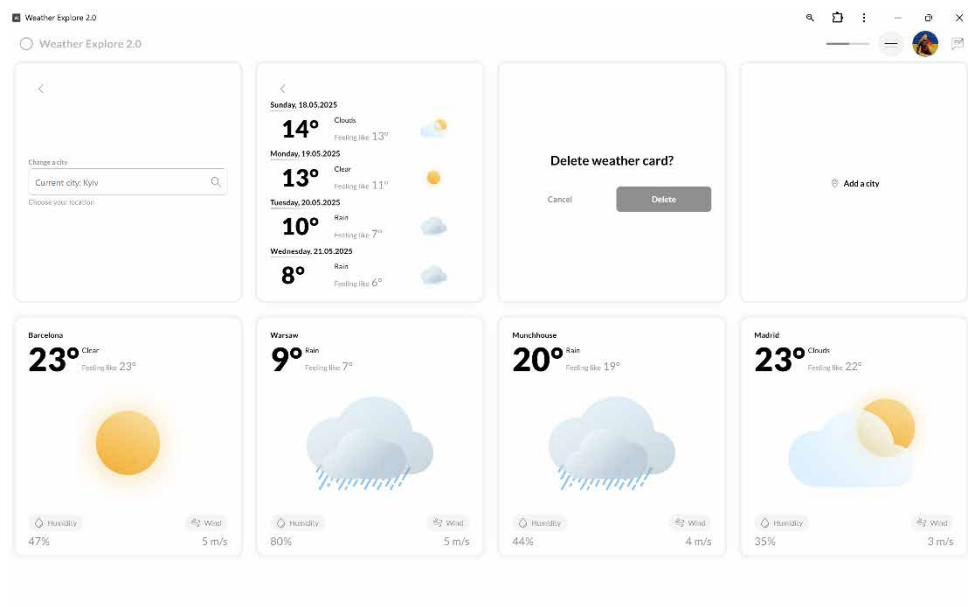 Weather Explore 2.0
Weather Explore 2.0
Change a city
Current city: Kyiv
Choose your location
Sunday, 18.05.2025
14° Clouds
Feeling like 13°
Monday, 19.05.2025
13° Clear
Feeling like 11°
Tuesday, 20.05.2025
10° Rain
Feeling like 7°
Wednesday, 21.05.2025
8° Rain
Feeling like 6°
Delete weather card?
Cancel Delete
Add a city
Barcelona
23° Clear
Feeling like 23°
Humidity Wind
47% 5 m/s
Warsaw
9° Rain
Feeling like 7°
Humidity Wind
80% 5 m/s
Munchhouse
20° Rain
Feeling like 19°
Humidity Wind
44% 4 m/s
Madrid
23° Clouds
Feeling like 22°
Humidity Wind
35% 3 m/s